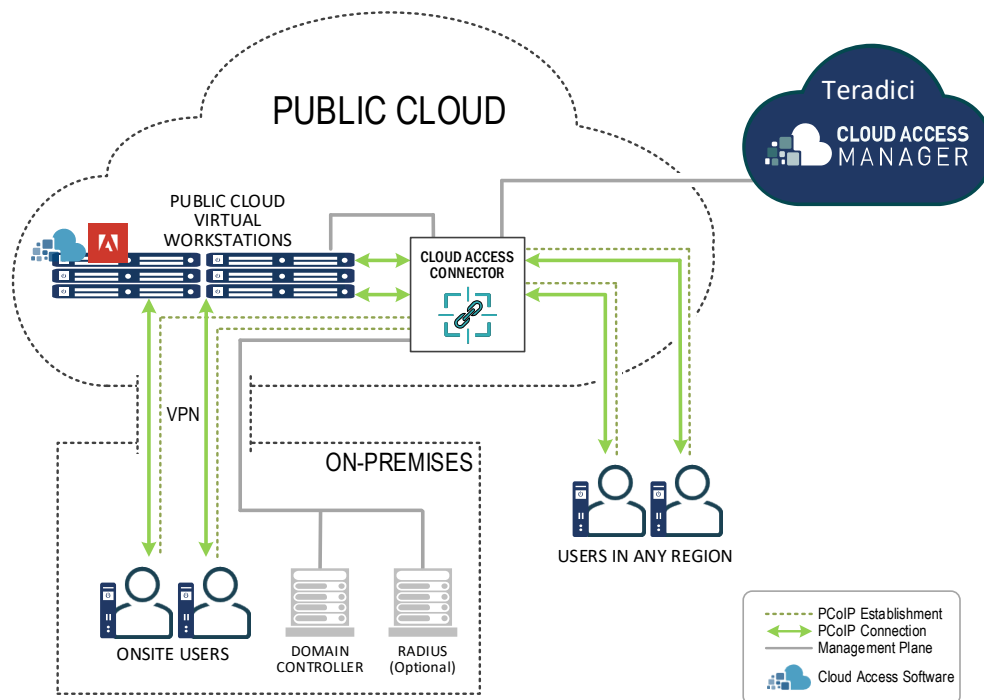 PUBLIC CLOUD
Teradici
CLOUD ACCESS
MANAGER
PUBLIC CLOUD
VIRTUAL
WORKSTATIONS
CLOUD ACCESS
CONNECTOR
VPN
ON-PREMISES
ONSITE USERS
DOMAIN
CONTROLLER
RADIUS
(Optional)
USERS IN ANY REGION
PCoIP Establishment
PCoIP Connection
Management Plane
Cloud Access Software